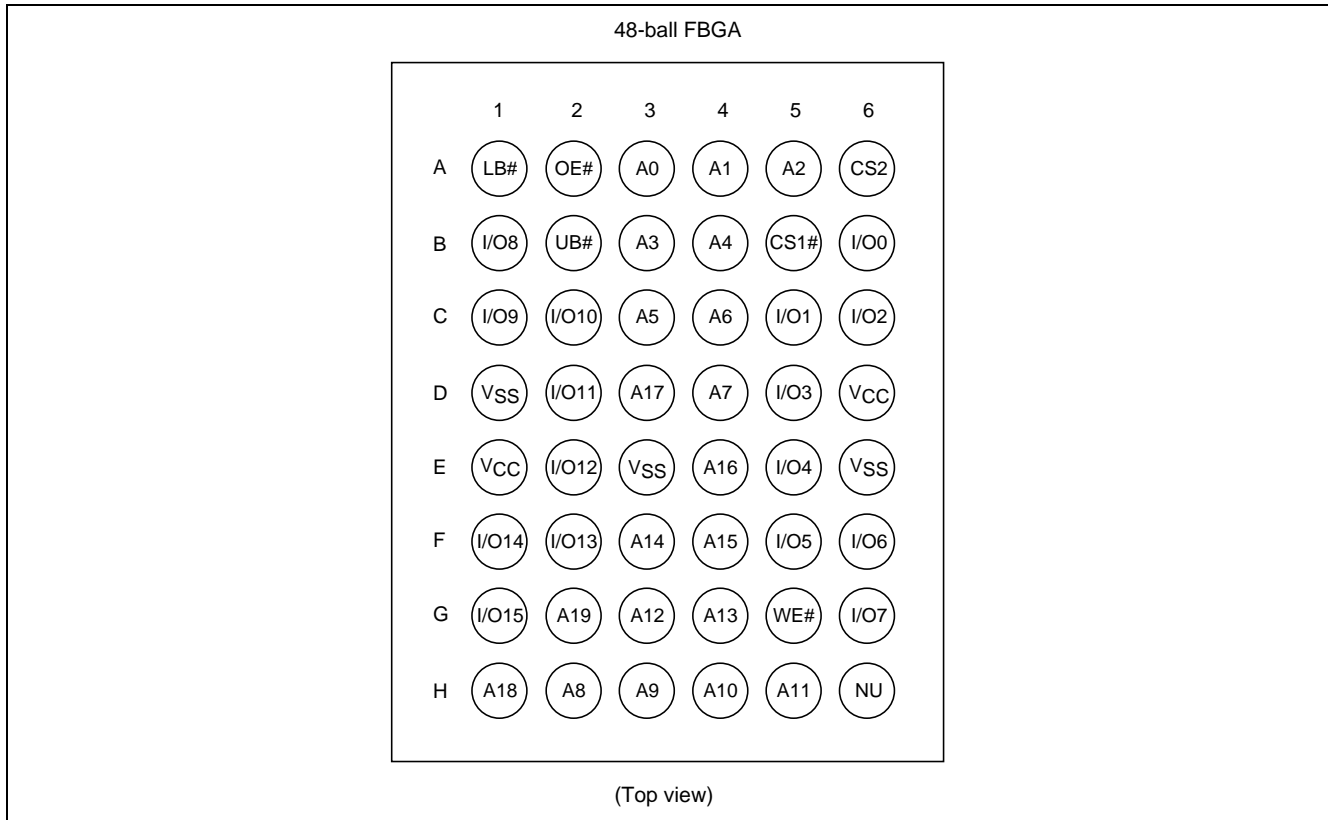 48-ball FBGA
1 2 3 4 5 6
A LB# OE# A0 A1 A2 CS2
B I/O8 UB# A3 A4 CS1# I/O0
C I/O9 I/O10 A5 A6 I/O1 I/O2
D VSS I/O11 A17 A7 I/O3 VCC
E VCC I/O12 VSS A16 I/O4 VSS
F I/O14 I/O13 A14 A15 I/O5 I/O6
G I/O15 A19 A12 A13 WE# I/O7
H A18 A8 A9 A10 A11 NU
(Top view)